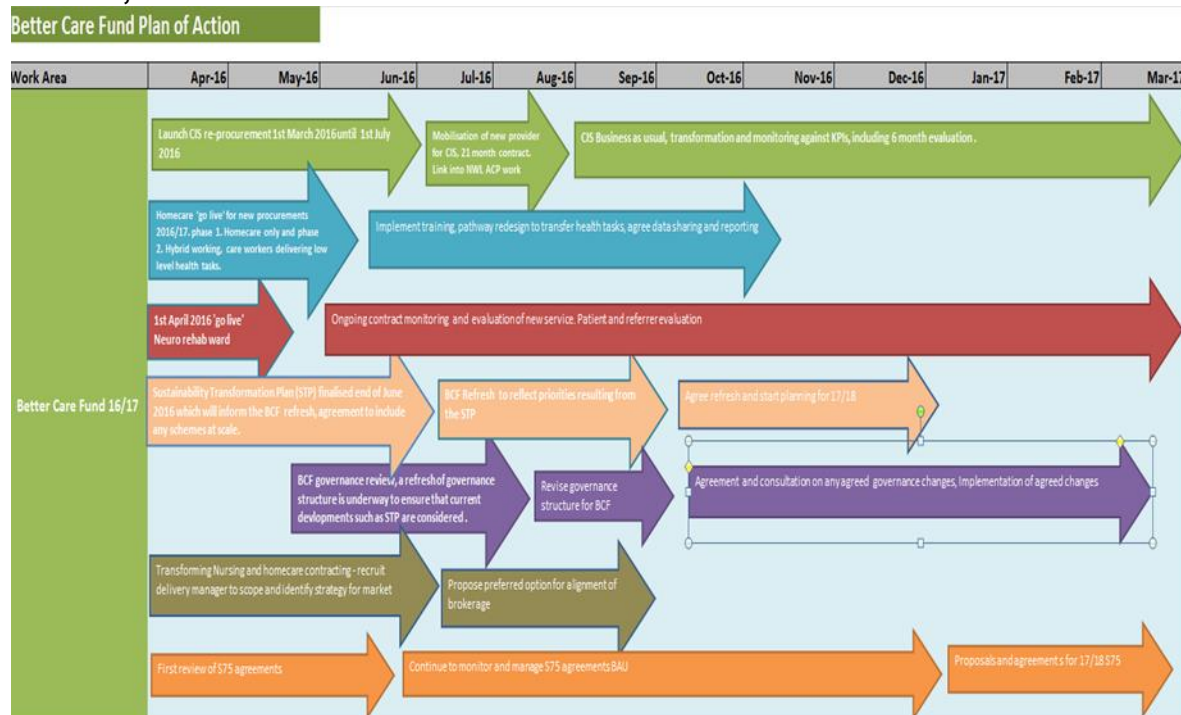 Better Care Fund Plan of Action
Work Area Apr-16 May-16 Jun-16 Jul-16 Aug-16 Sep-16 Oct-16 Nov-16 Dec-16 Jan-17 Feb-17 Mar-17
Launch CIS re-procurement 1st March 2016 until 1st July
2016
Mobilisation of new provider
for CIS, 21 month contract.
Link into NWL ACP work
CIS Business as usual, transformation and monitoring against KPIs, including 6 month evaluation .
Homecare 'go live' for new procurements
2016/17. phase 1. Homecare only and phase
2. Hybrid working, care workers delivering low
level health tasks.
Implement training, pathway redesign to transfer health tasks, agree data sharing and reporting
1st April 2016 'go live'
Neuro rehab ward
Ongoing contract monitoring and evaluation of new service. Patient and referrer evaluation
Better Care Fund 16/17
Sustainability Transformation Plan (STP) finalised end of June
2016 which will inform the BCF refresh, agreement to include
any schemes at scale.
BCF Refresh to reflect priorities resulting from
the STP
Agree refresh and start planning for 17/18
BCF governance review, a refresh of governance
structure is underway to ensure that current
devlopments such as STP are considered .
Revise governance
structure for BCF
Agreement and consultation on any agreed governance changes, Implementation of agreed changes
Transforming Nursing and homecare contracting - recruit
delivery manager to scope and identify strategy for market
Propose preferred option for alignment of
brokerage
First review of S75 agreements
Continue to monitor and manage S75 agreements BAU
Proposals and agreement s for 17/18 S75